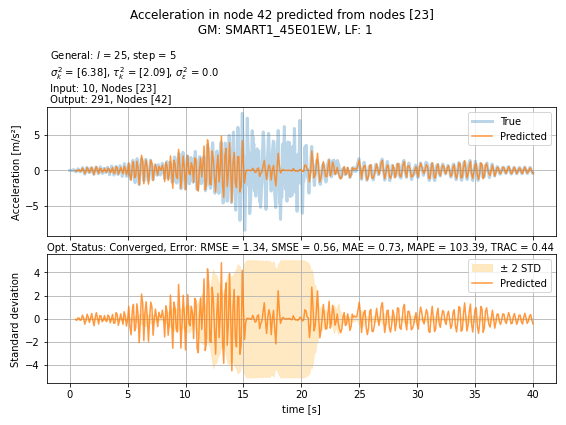 Acceleration in node 42 predicted from nodes [23]
GM: SMART1_45E01EW, LF: 1
General: l = 25, step = 5
σ²ₖ = [6.38], τ²ₖ = [2.09], σ²ε = 0.0
Input: 10, Nodes [23]
Output: 291, Nodes [42]
Acceleration [m/s²]
5
0
−5
True
Predicted
Opt. Status: Converged, Error: RMSE = 1.34, SMSE = 0.56, MAE = 0.73, MAPE = 103.39, TRAC = 0.44
Standard deviation
4
2
0
−2
−4
± 2 STD
Predicted
0 5 10 15 20 25 30 35 40
time [s]